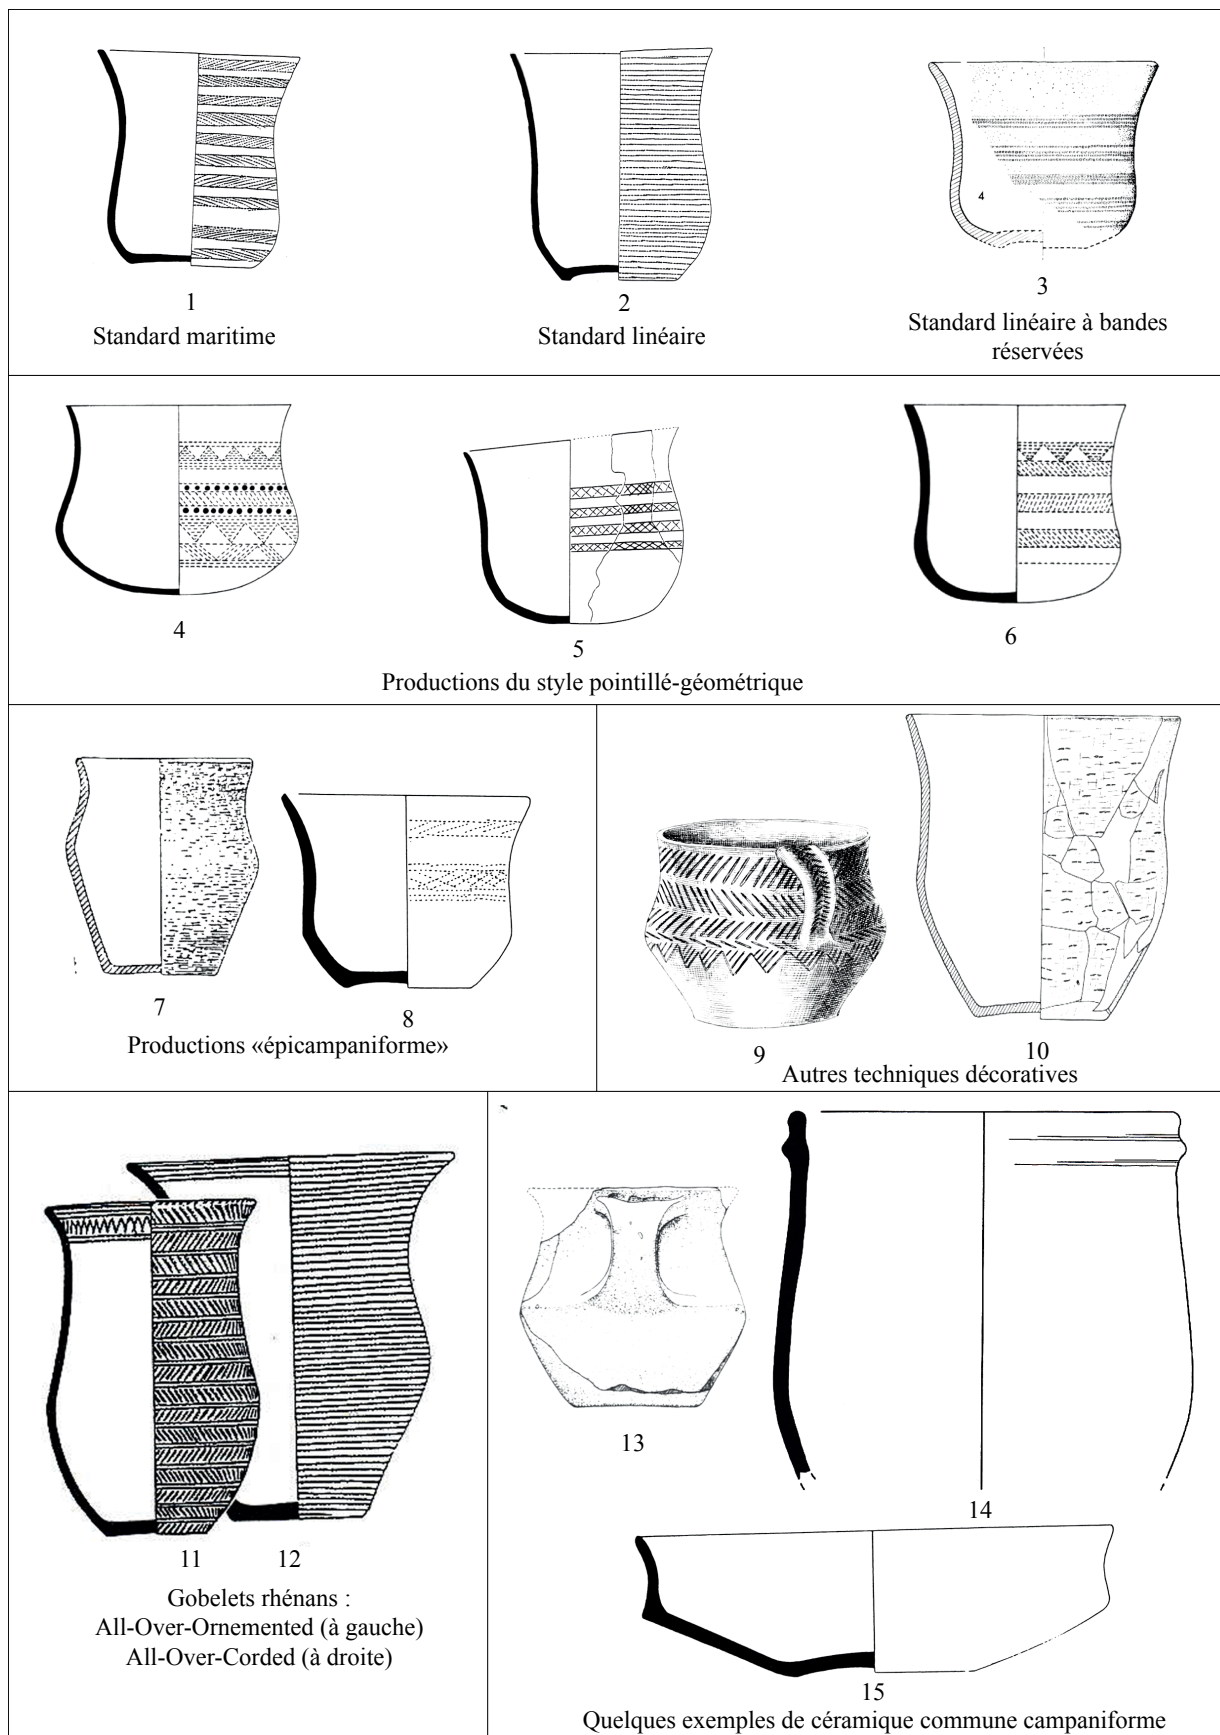 1
Standard maritime
2
Standard linéaire
4
3
Standard linéaire à bandes
réservées
4
5
6
Productions du style pointillé-géométrique
7
8
Productions «épicampaniforme»
9
10
Autres techniques décoratives
11
12
Gobelets rhénans :
All-Over-Ornemented (à gauche)
All-Over-Corded (à droite)
13
14
15
Quelques exemples de céramique commune campaniforme